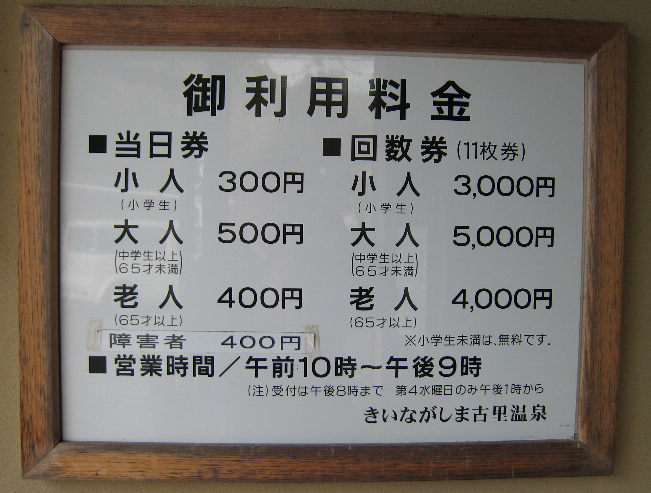 御利用料金
■当日券 ■回数券(11枚券)
小人 300円 小人 3,000円
(小学生) (小学生)
大人 500円 大人 5,000円
(中学生以上 (中学生以上
65才未満) 65才未満)
老人 400円 老人 4,000円
(65才以上) (65才以上)
障害者 400円 ※小学生未満は、無料です.
■営業時間/午前10時〜午後9時
(注)受付は午後8時まで 第4水曜日のみ午後1時から
きいながしま古里温泉